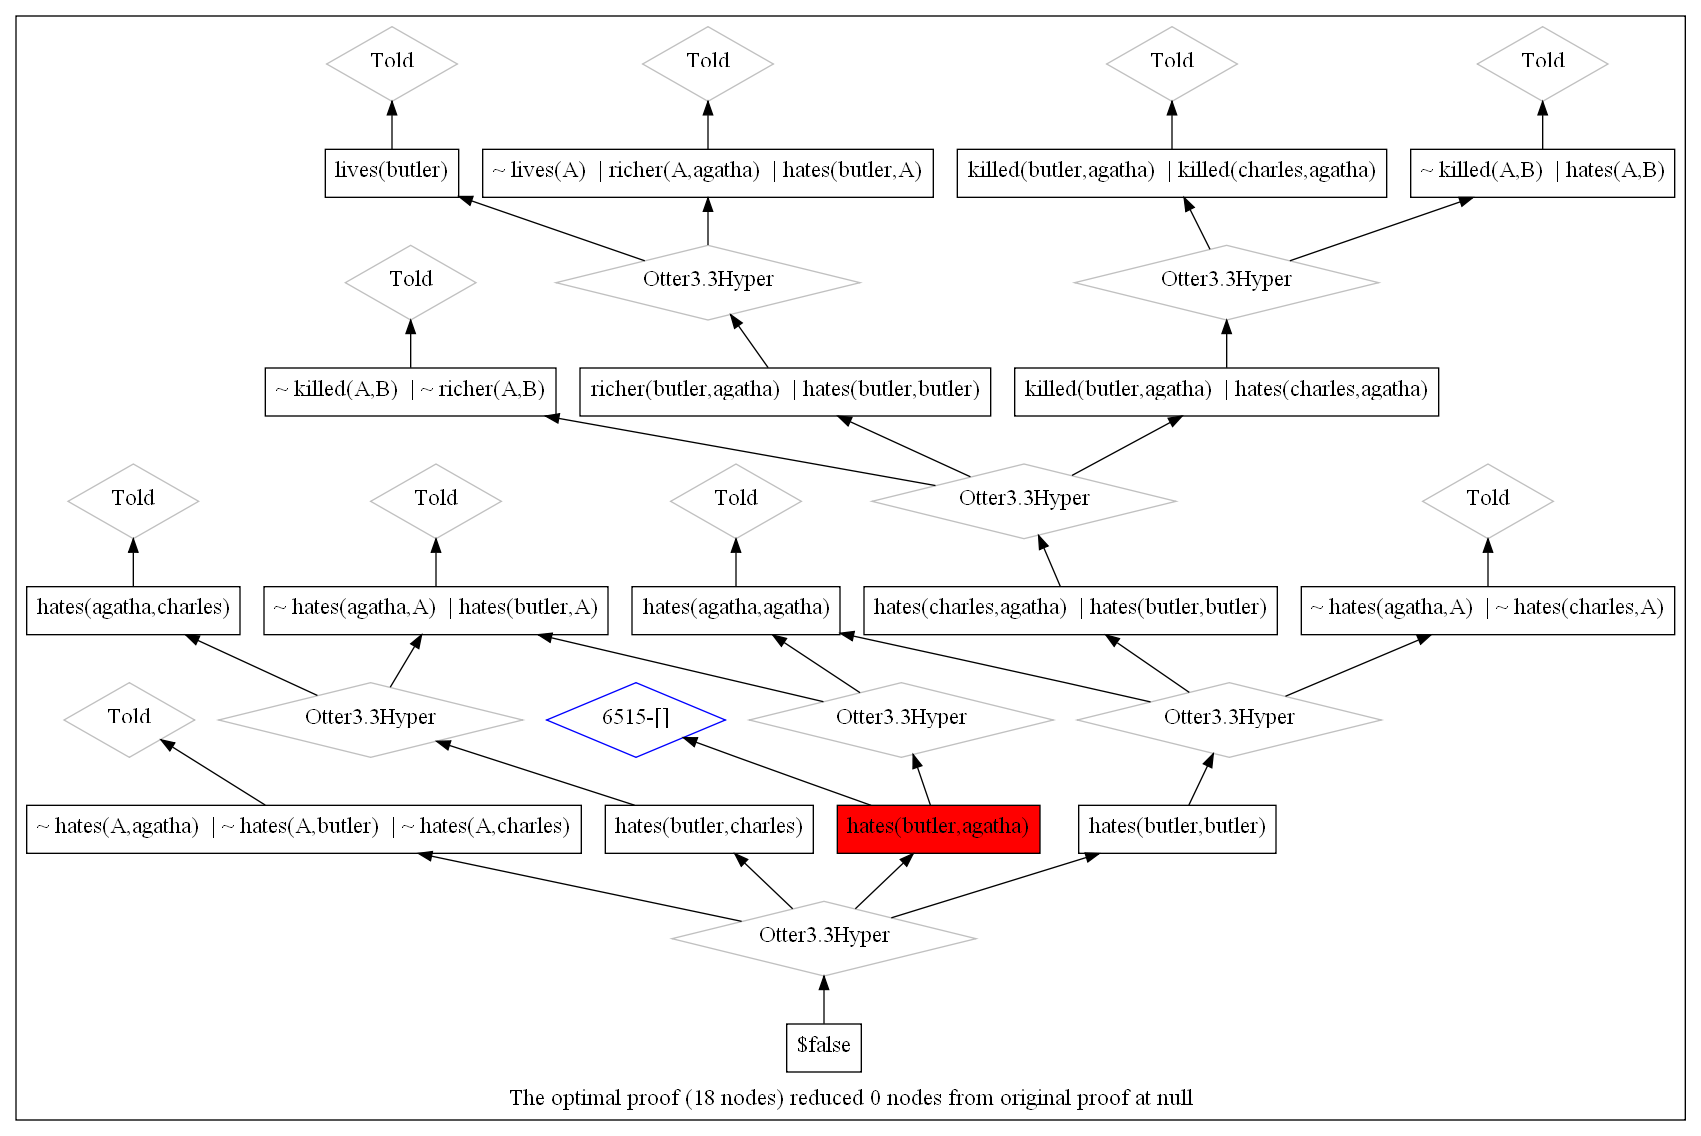 Told
Told
Told
Told
lives(butler)
~ lives(A) | richer(A,agatha) | hates(butler,A)
killed(butler,agatha) | killed(charles,agatha)
~ killed(A,B) | hates(A,B)
Told
Otter3.3Hyper
Otter3.3Hyper
~ killed(A,B) | ~ richer(A,B)
richer(butler,agatha) | hates(butler,butler)
killed(butler,agatha) | hates(charles,agatha)
Told
Told
Told
Otter3.3Hyper
Told
hates(agatha,charles)
~ hates(agatha,A) | hates(butler,A)
hates(agatha,agatha)
hates(charles,agatha) | hates(butler,butler)
~ hates(agatha,A) | ~ hates(charles,A)
Told
Otter3.3Hyper
6515-[]
Otter3.3Hyper
Otter3.3Hyper
~ hates(A,agatha) | ~ hates(A,butler) | ~ hates(A,charles)
hates(butler,charles)
hates(butler,agatha)
hates(butler,butler)
Otter3.3Hyper
$false
The optimal proof (18 nodes) reduced 0 nodes from original proof at null